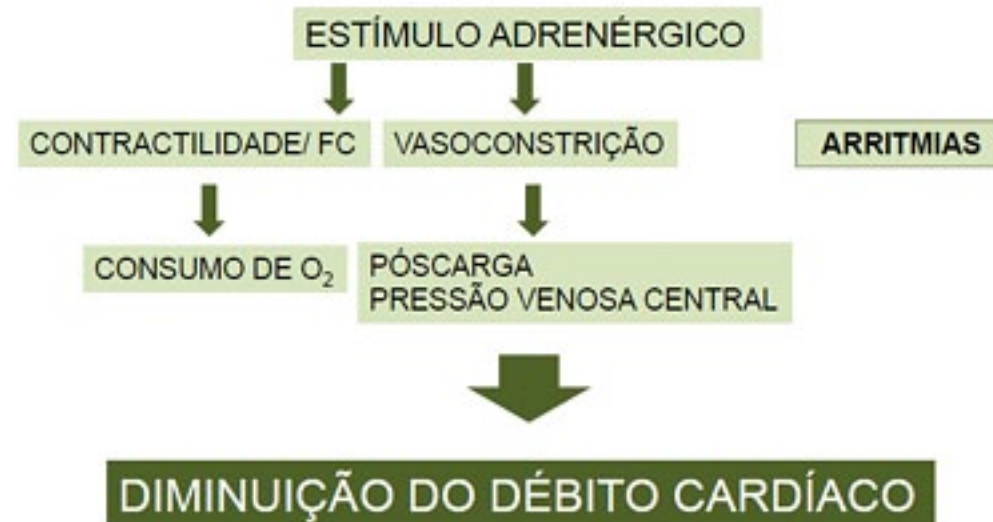 ESTÍMULO ADRENÉRGICO
CONTRACTILIDADE/ FC
VASOCONSTRIÇÃO
ARRITMIAS
CONSUMO DE O₂
PÓSCARGA
PRESSÃO VENOSA CENTRAL
DIMINUIÇÃO DO DÉBITO CARDÍACO